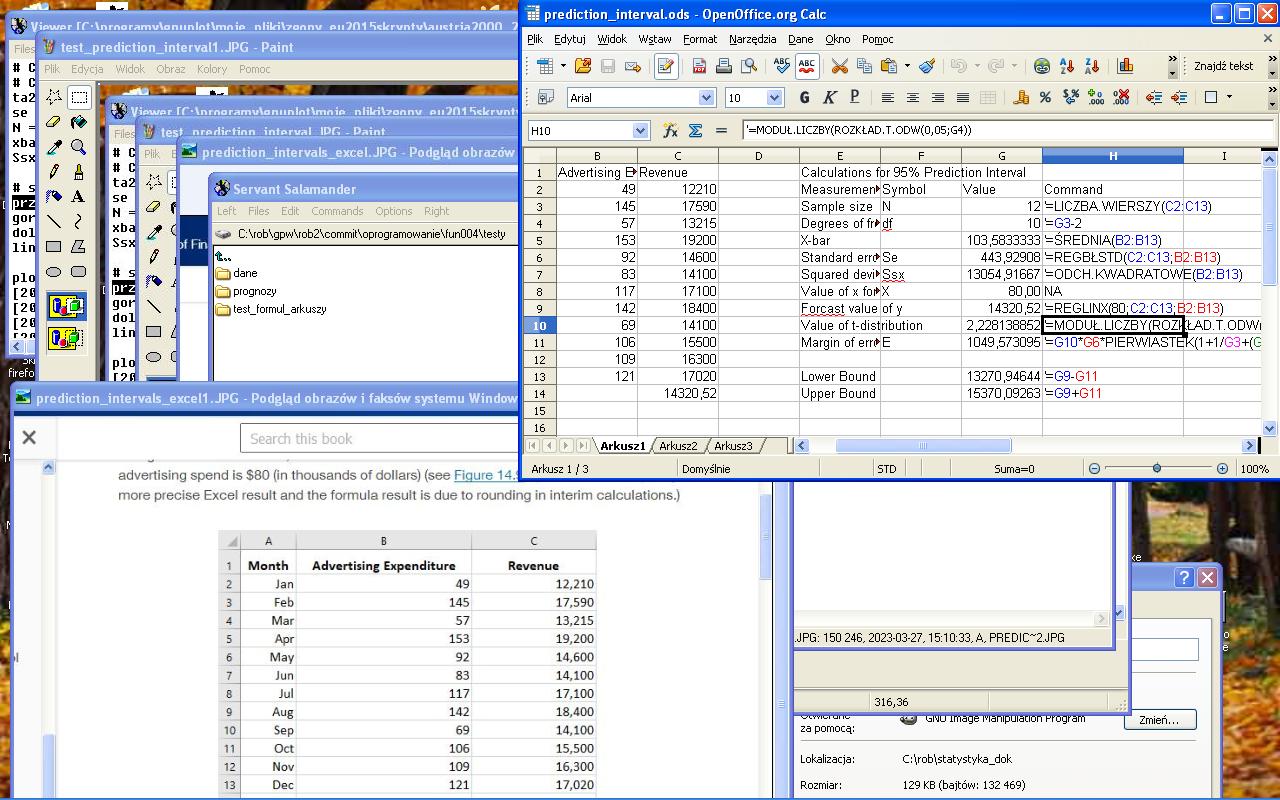 Viewer [C:\programy\gnuplot\moje_pliki\zgony_eu2015skrypty\austria2000_2
test_prediction_interval1.JPG - Paint
Plik Edycja Widok Obraz Kolory Pomoc
Viewer [C:\programy\gnuplot\moje_pliki\zgony_eu2015skrypty
test_prediction_interval.JPG - Paint
prediction_intervals_excel.JPG - Podgląd obrazów
Servant Salamander
Left Files Edit Commands Options Right
C:\rob\gpw\rob2\commit\oprogramowanie\fun004\testy
dane
prognozy
test_formul_arkuszy
# C
# C
ta2
se
N =
xba
Ssx
# s
prz
gor
dol
lin
plo
[20
[20
[20
prediction_interval.ods - OpenOffice.org Calc
Plik Edytuj Widok Wstaw Format Narzędzia Dane Okno Pomoc
Znajdź tekst
Arial 10 G K P
H10 '=MODUŁ.LICZBY(ROZKŁAD.T.ODW(0,05;G4))
B C D E F G H I
1 Advertising E Revenue Calculations for 95% Prediction Interval
2 49 12210 Measuremen Symbol Value Command
3 145 17590 Sample size N 12 '=LICZBA.WIERSZY(C2:C13)
4 57 13215 Degrees of fr df 10 '=G3-2
5 153 19200 X-bar 103,5833333 '=ŚREDNIA(B2:B13)
6 92 14600 Standard erro Se 443,92908 '=REGBŁSTD(C2:C13;B2:B13)
7 83 14100 Squared devi Ssx 13054,91667 '=ODCH.KWADRATOWE(B2:B13)
8 117 17100 Value of x for X 80,00 NA
9 142 18400 Forcast value of y 14320,52 '=REGLINX(80;C2:C13;B2:B13)
10 69 14100 Value of t-distribution 2,228138852 '=MODUŁ.LICZBY(ROZKŁAD.T.ODW(
11 106 15500 Margin of erro E 1049,573095 '=G10*G6*PIERWIASTEK(1+1/G3+(G
12 109 16300
13 121 17020 Lower Bound 13270,94644 '=G9-G11
14 14320,52 Upper Bound 15370,09263 '=G9+G11
15
16
Arkusz1 Arkusz2 Arkusz3
Arkusz 1 / 3 Domyślnie STD Suma=0 100%
prediction_intervals_excel1.JPG - Podgląd obrazów i faksów systemu Window
Search this book
advertising spend is $80 (in thousands of dollars) (see Figure 14.
more precise Excel result and the formula result is due to rounding in interim calculations.)
A B C
1 Month Advertising Expenditure Revenue
2 Jan 49 12,210
3 Feb 145 17,590
4 Mar 57 13,215
5 Apr 153 19,200
6 May 92 14,600
7 Jun 83 14,100
8 Jul 117 17,100
9 Aug 142 18,400
10 Sep 69 14,100
11 Oct 106 15,500
12 Nov 109 16,300
13 Dec 121 17,020
.JPG: 150 246, 2023-03-27, 15:10:33, A, PREDIC~2.JPG
316,36
za pomocą: GNU Image Manipulation Program Zmień...
Lokalizacja: C:\rob\statystyka_dok
Rozmiar: 129 KB (bajtów: 132 469)